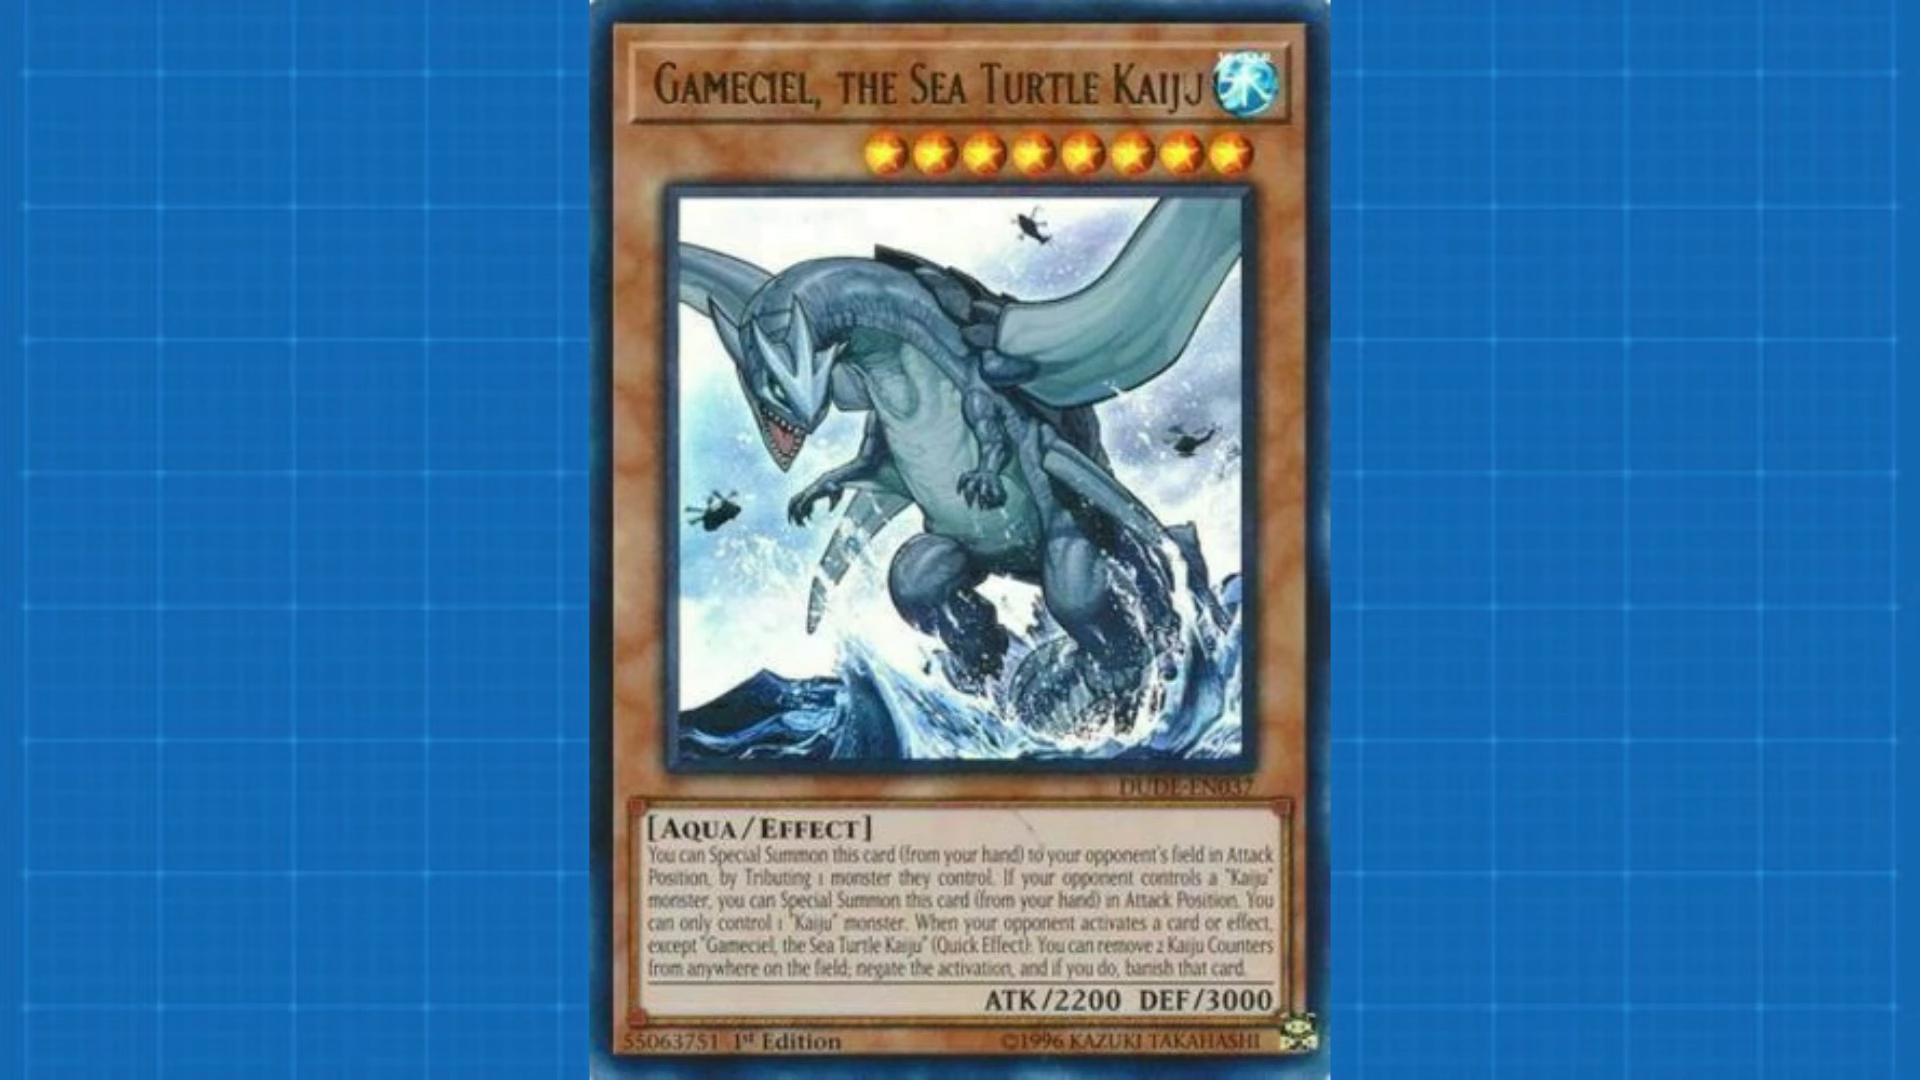 Gameciel, the Sea Turtle Kaiju
WATER
水
DUDE-EN037
[Aqua/Effect]
You can Special Summon this card (from your hand) to your opponent's field in Attack
Position, by Tributing 1 monster they control. If your opponent controls a "Kaiju"
monster, you can Special Summon this card (from your hand) in Attack Position. You
can only control 1 "Kaiju" monster. When your opponent activates a card or effect,
except "Gameciel, the Sea Turtle Kaiju" (Quick Effect): You can remove 2 Kaiju Counters
from anywhere on the field; negate the activation, and if you do, banish that card.
ATK/2200 DEF/3000
55063751 1st Edition
©1996 KAZUKI TAKAHASHI